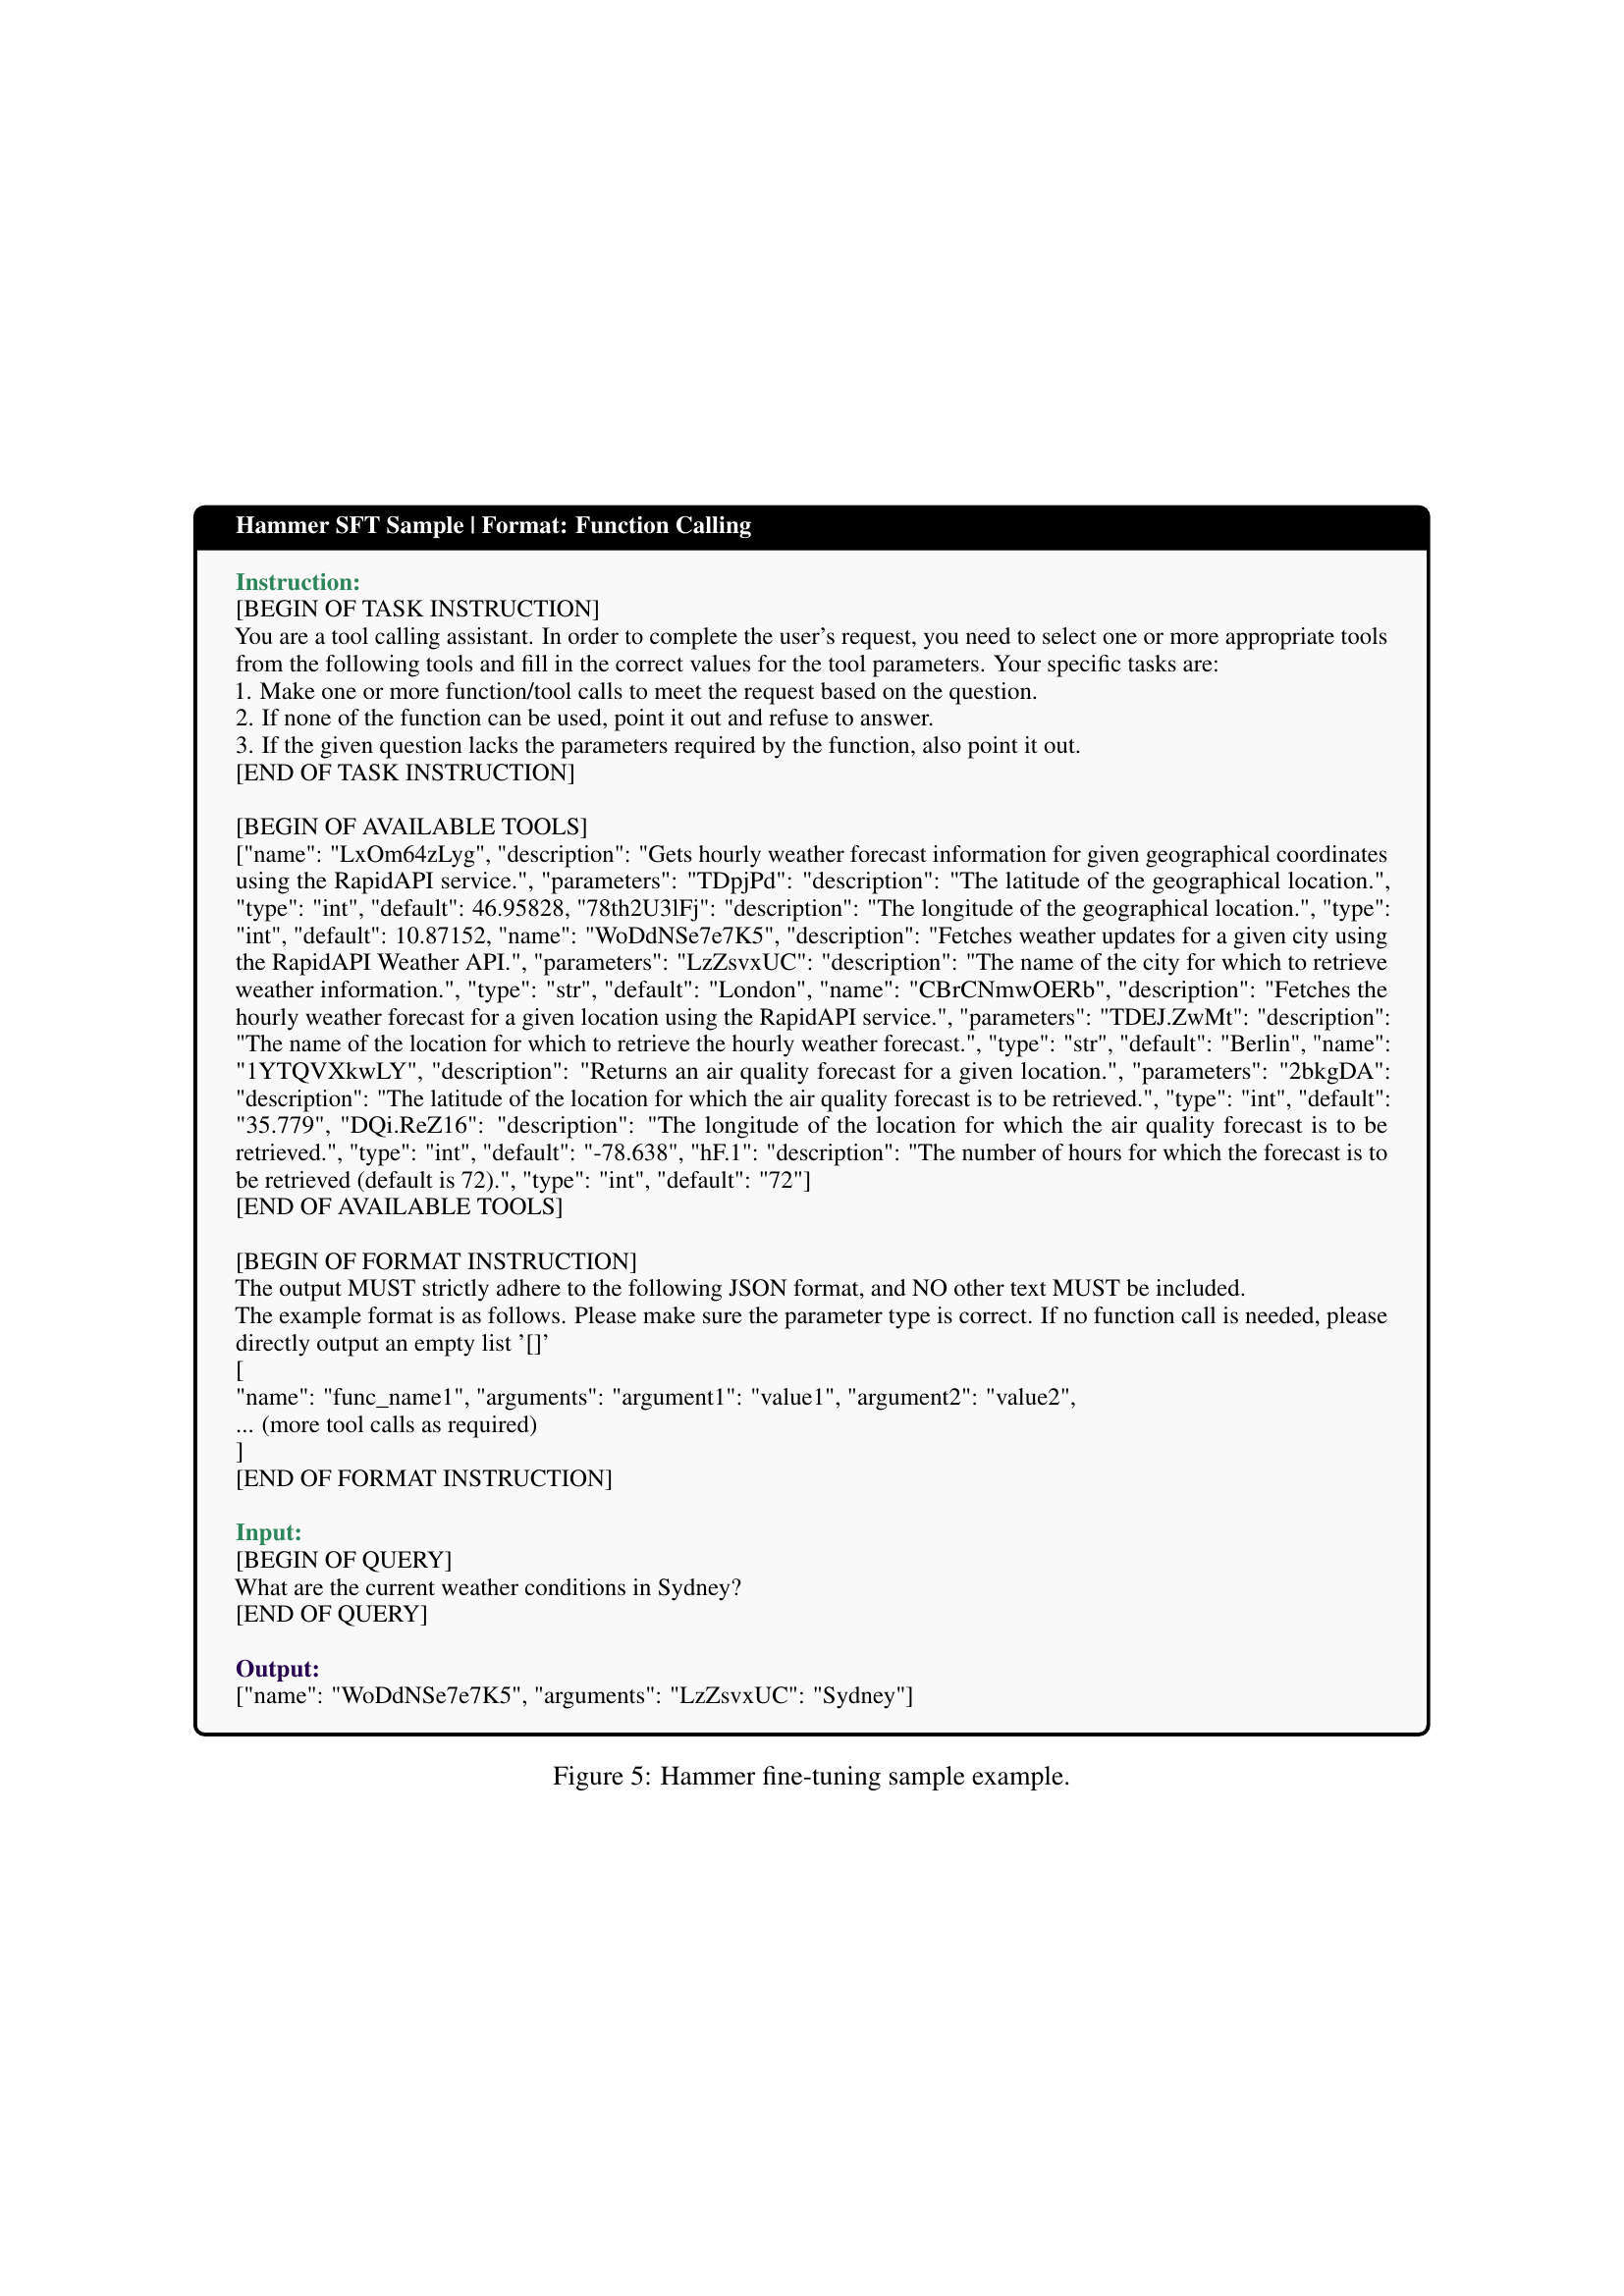 Hammer SFT Sample | Format: Function Calling
Instruction:
[BEGIN OF TASK INSTRUCTION]
You are a tool calling assistant. In order to complete the user's request, you need to select one or more appropriate tools
from the following tools and fill in the correct values for the tool parameters. Your specific tasks are:
1. Make one or more function/tool calls to meet the request based on the question.
2. If none of the function can be used, point it out and refuse to answer.
3. If the given question lacks the parameters required by the function, also point it out.
[END OF TASK INSTRUCTION]
[BEGIN OF AVAILABLE TOOLS]
["name": "LxOm64zLyg", "description": "Gets hourly weather forecast information for given geographical coordinates
using the RapidAPI service.", "parameters": "TDpjPd": "description": "The latitude of the geographical location.",
"type": "int", "default": 46.95828, "78th2U3lFj": "description": "The longitude of the geographical location.", "type":
"int", "default": 10.87152, "name": "WoDdNSe7e7K5", "description": "Fetches weather updates for a given city using
the RapidAPI Weather API.", "parameters": "LzZsvxUC": "description": "The name of the city for which to retrieve
weather information.", "type": "str", "default": "London", "name": "CBrCNmwOERb", "description": "Fetches the
hourly weather forecast for a given location using the RapidAPI service.", "parameters": "TDEJ.ZwMt": "description":
"The name of the location for which to retrieve the hourly weather forecast.", "type": "str", "default": "Berlin", "name":
"1YTQVXkwLY", "description": "Returns an air quality forecast for a given location.", "parameters": "2bkgDA":
"description": "The latitude of the location for which the air quality forecast is to be retrieved.", "type": "int", "default":
"35.779", "DQi.ReZ16": "description": "The longitude of the location for which the air quality forecast is to be
retrieved.", "type": "int", "default": "-78.638", "hF.1": "description": "The number of hours for which the forecast is to
be retrieved (default is 72).", "type": "int", "default": "72"]
[END OF AVAILABLE TOOLS]
[BEGIN OF FORMAT INSTRUCTION]
The output MUST strictly adhere to the following JSON format, and NO other text MUST be included.
The example format is as follows. Please make sure the parameter type is correct. If no function call is needed, please
directly output an empty list '[]'
[
"name": "func_name1", "arguments": "argument1": "value1", "argument2": "value2",
... (more tool calls as required)
]
[END OF FORMAT INSTRUCTION]
Input:
[BEGIN OF QUERY]
What are the current weather conditions in Sydney?
[END OF QUERY]
Output:
["name": "WoDdNSe7e7K5", "arguments": "LzZsvxUC": "Sydney"]
Figure 5: Hammer fine-tuning sample example.